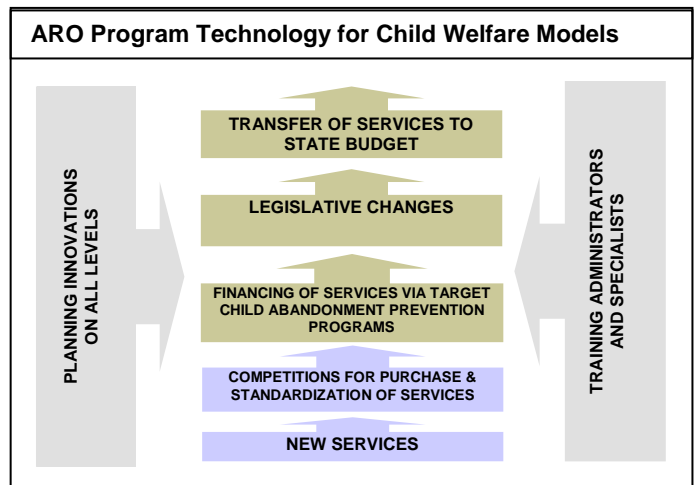 ARO Program Technology for Child Welfare Models
PLANNING INNOVATIONS
ON ALL LEVELS
TRANSFER OF SERVICES TO
STATE BUDGET
LEGISLATIVE CHANGES
FINANCING OF SERVICES VIA TARGET
CHILD ABANDONMENT PREVENTION
PROGRAMS
COMPETITIONS FOR PURCHASE &
STANDARDIZATION OF SERVICES
NEW SERVICES
TRAINING ADMINISTRATORS
AND SPECIALISTS